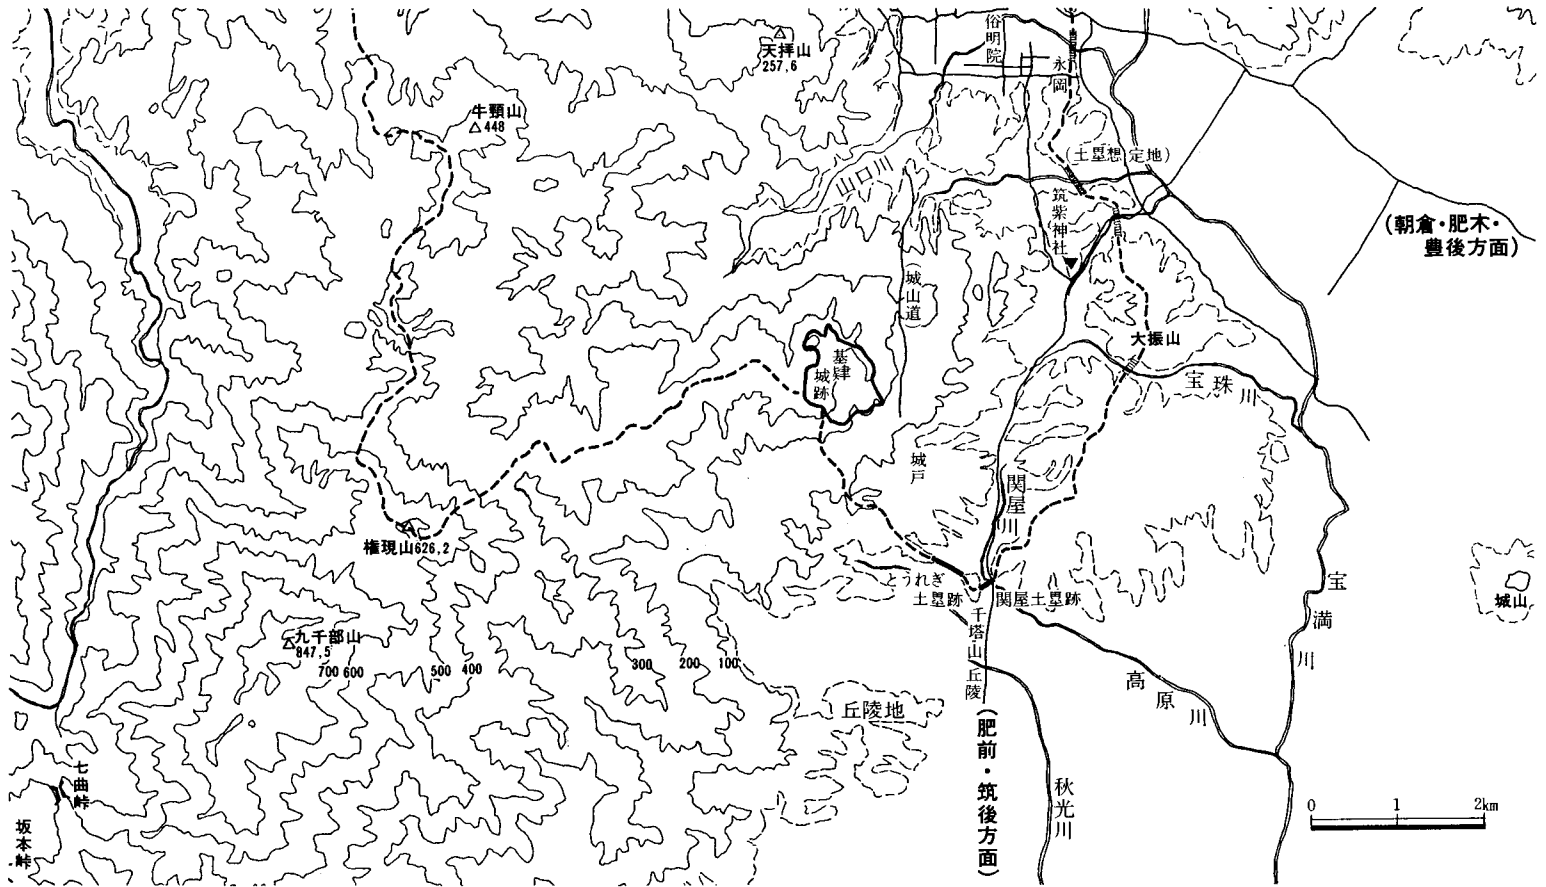 天拝山
257,6
牛頸山
448
俗明院
永岡
(土塁想定地)
山口川
筑紫神社
(朝倉・肥木・
豊後方面)
(城山道)
大振山
基肄
城跡
宝珠川
城戸
関屋川
権現山626,2
とうれぎ
土塁跡
関屋土塁跡
宝満川
城山
九千部山
847,5
700 600
500 400
300
200
100
千塔山丘陵
高原川
丘陵地
(肥前・筑後方面)
七曲峠
坂本峠
秋光川
0 1 2km